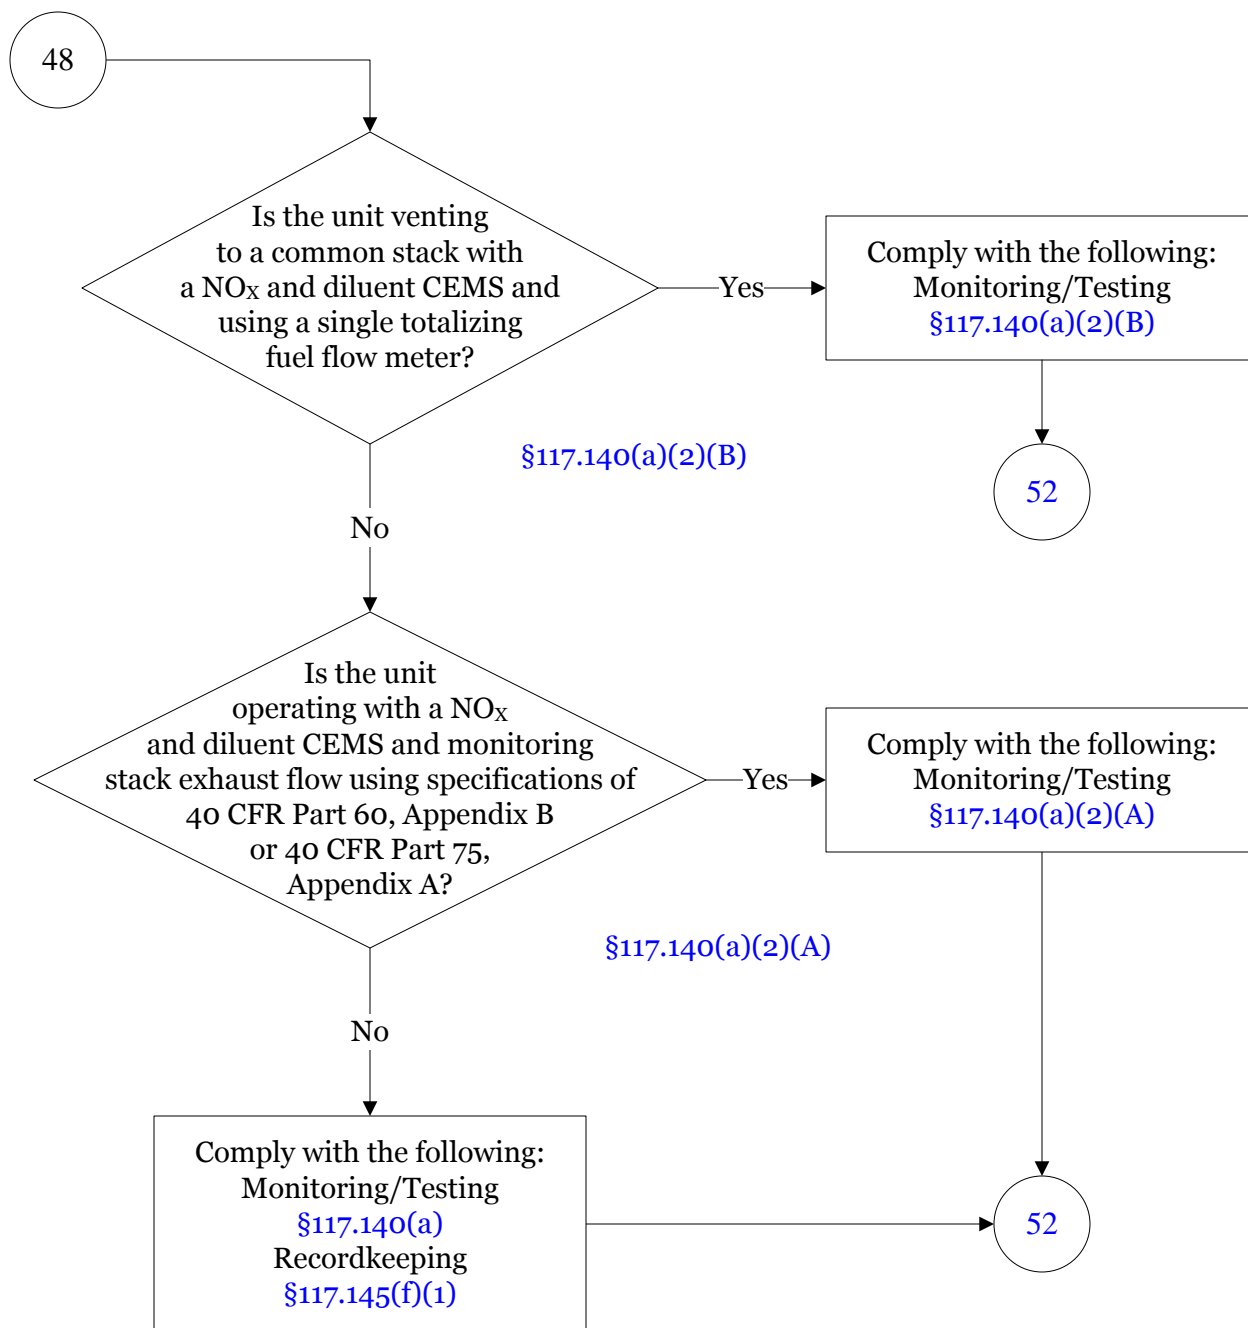 48
Is the unit venting
to a common stack with
a NOX and diluent CEMS and
using a single totalizing
fuel flow meter?
Yes
Comply with the following:
Monitoring/Testing
§117.140(a)(2)(B)
§117.140(a)(2)(B)
52
No
Is the unit
operating with a NOX
and diluent CEMS and monitoring
stack exhaust flow using specifications of
40 CFR Part 60, Appendix B
or 40 CFR Part 75,
Appendix A?
Yes
Comply with the following:
Monitoring/Testing
§117.140(a)(2)(A)
§117.140(a)(2)(A)
No
Comply with the following:
Monitoring/Testing
§117.140(a)
Recordkeeping
§117.145(f)(1)
52